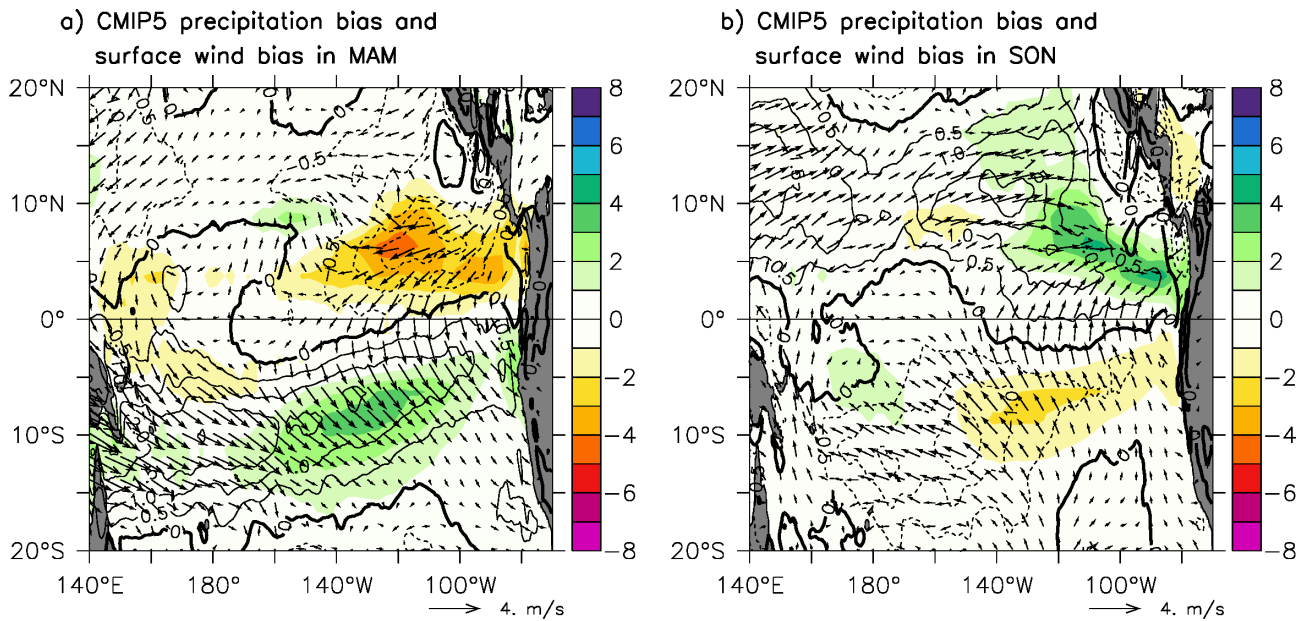 a) CMIP5 precipitation bias and
surface wind bias in MAM
20°N
10°N
0°
10°S
20°S
140°E
180°
140°W
100°W
8
6
4
2
0
−2
−4
−6
−8
4. m/s
b) CMIP5 precipitation bias and
surface wind bias in SON
20°N
10°N
0°
10°S
20°S
140°E
180°
140°W
100°W
8
6
4
2
0
−2
−4
−6
−8
4. m/s